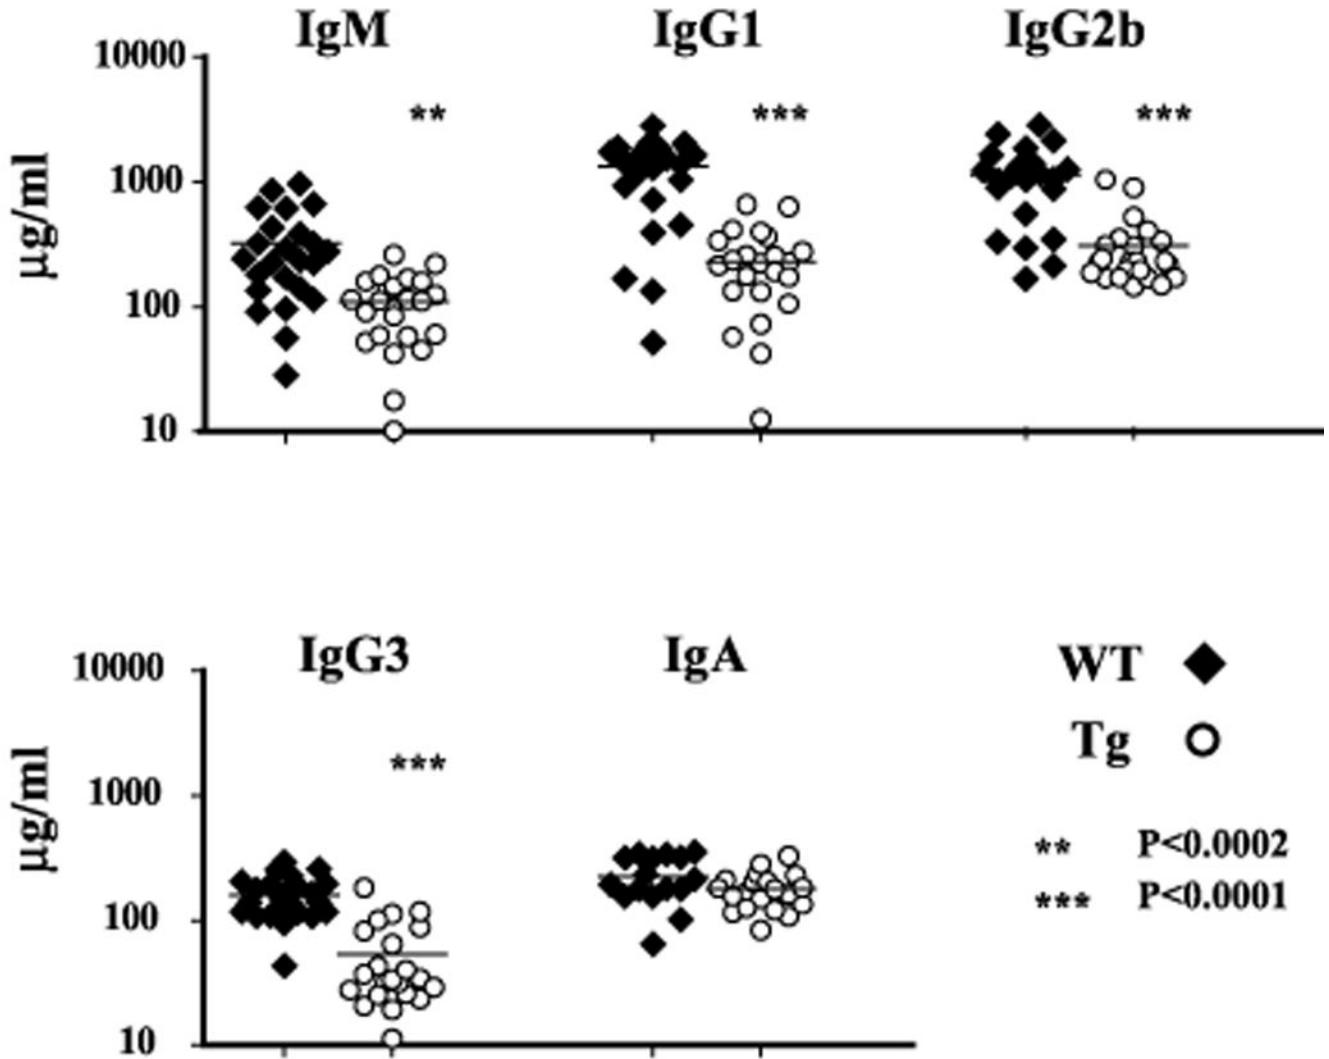 IgM IgG1 IgG2b
10000
** *** ***
1000
µg/ml
100
10
IgG3 IgA
10000
WT
Tg
***
1000
µg/ml
** P<0.0002
*** P<0.0001
100
10